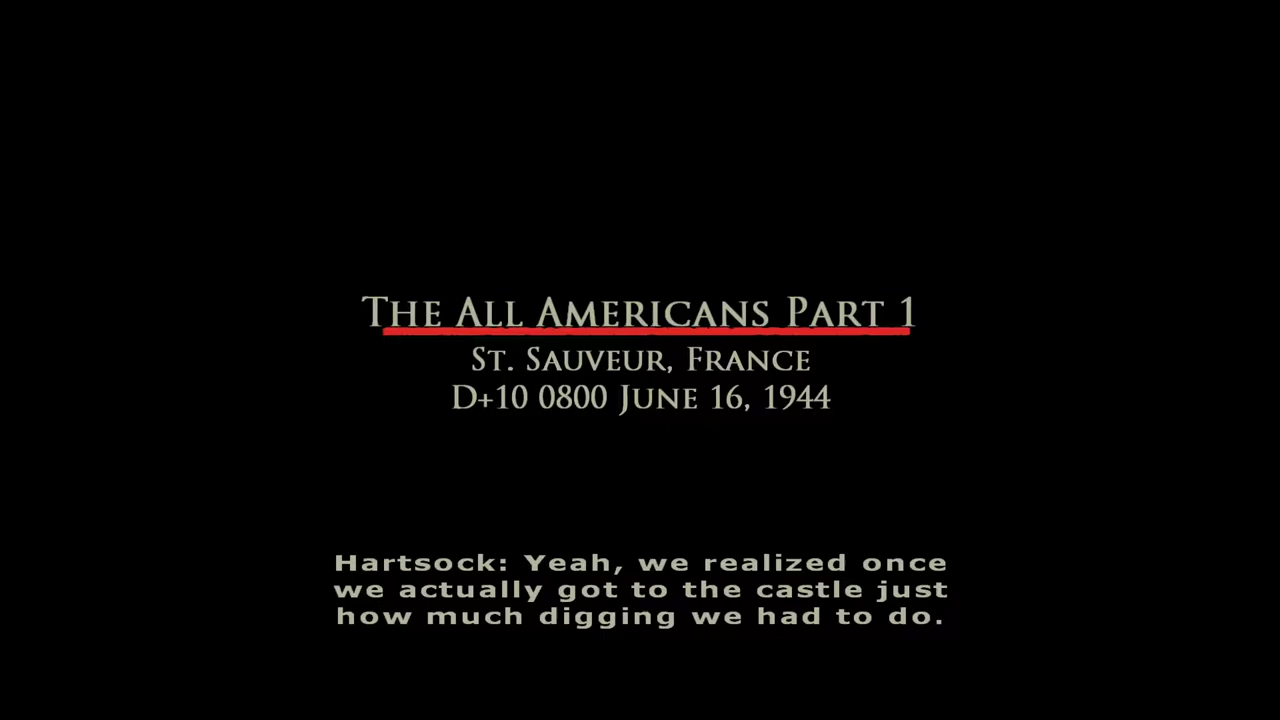 The All Americans Part 1
St. Sauveur, France
D+10 0800 June 16, 1944
Hartsock: Yeah, we realized once
we actually got to the castle just
how much digging we had to do.